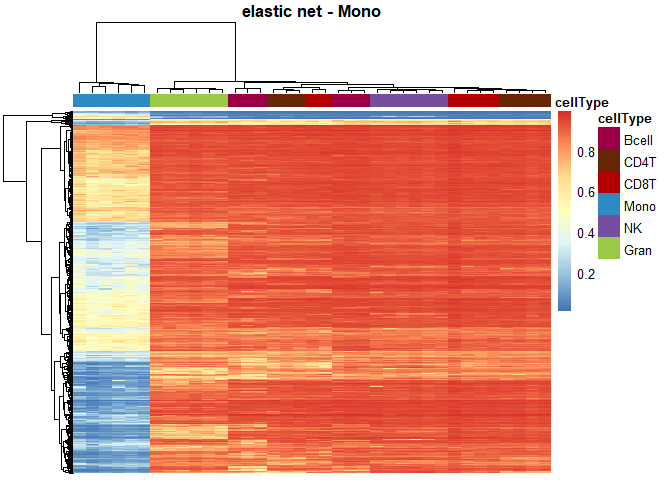 elastic net - Mono
cellType
cellType
Bcell
CD4T
CD8T
Mono
NK
Gran
0.8
0.6
0.4
0.2